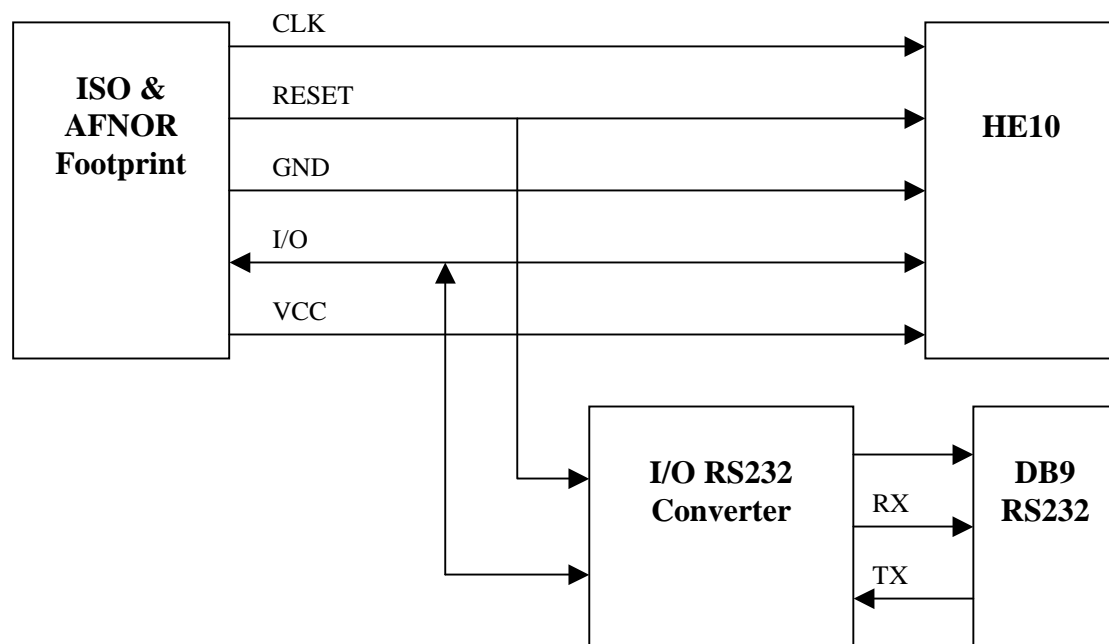 CLK
ISO &
AFNOR
Footprint
RESET
HE10
GND
I/O
VCC
I/O RS232
Converter
DB9
RS232
RX
TX